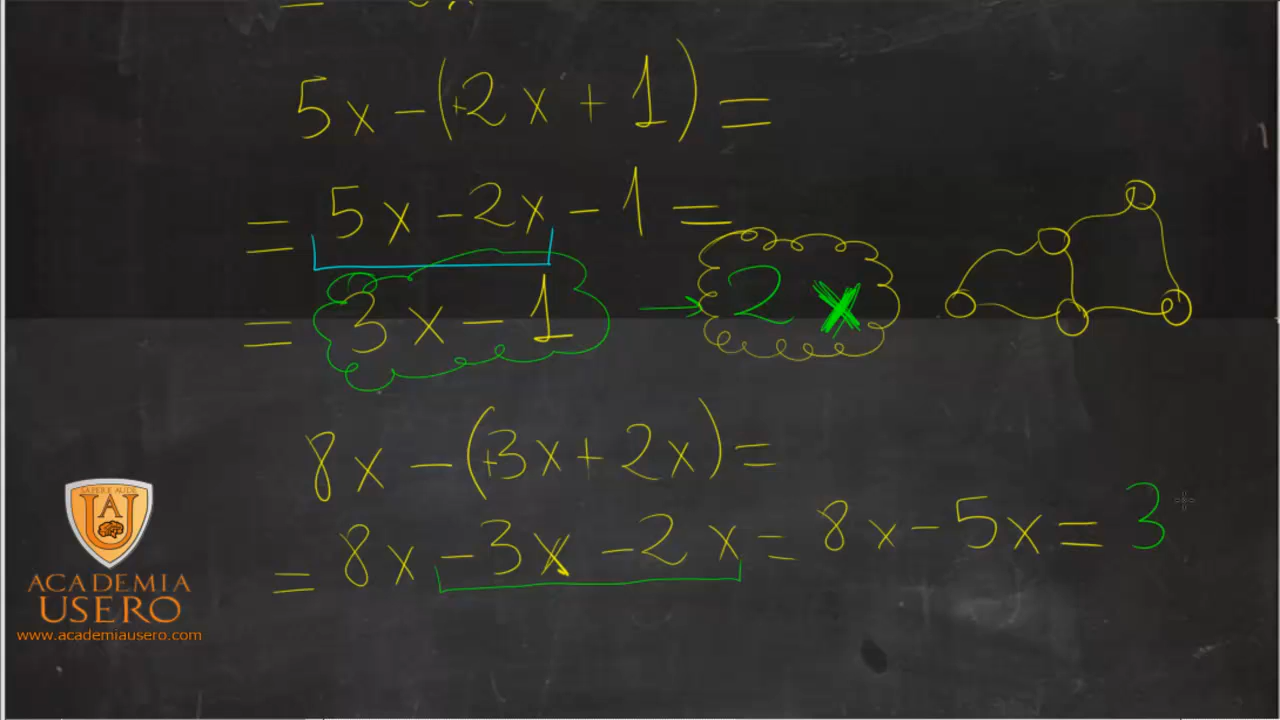 5x - (+2x + 1) =
= 5x - 2x - 1 =
= 3x - 1 → 2x
8x - (+3x + 2x) =
= 8x - 3x - 2x = 8x - 5x = 3
SAPERE AUDE
UA
ACADEMIA
USERO
www.academiausero.com